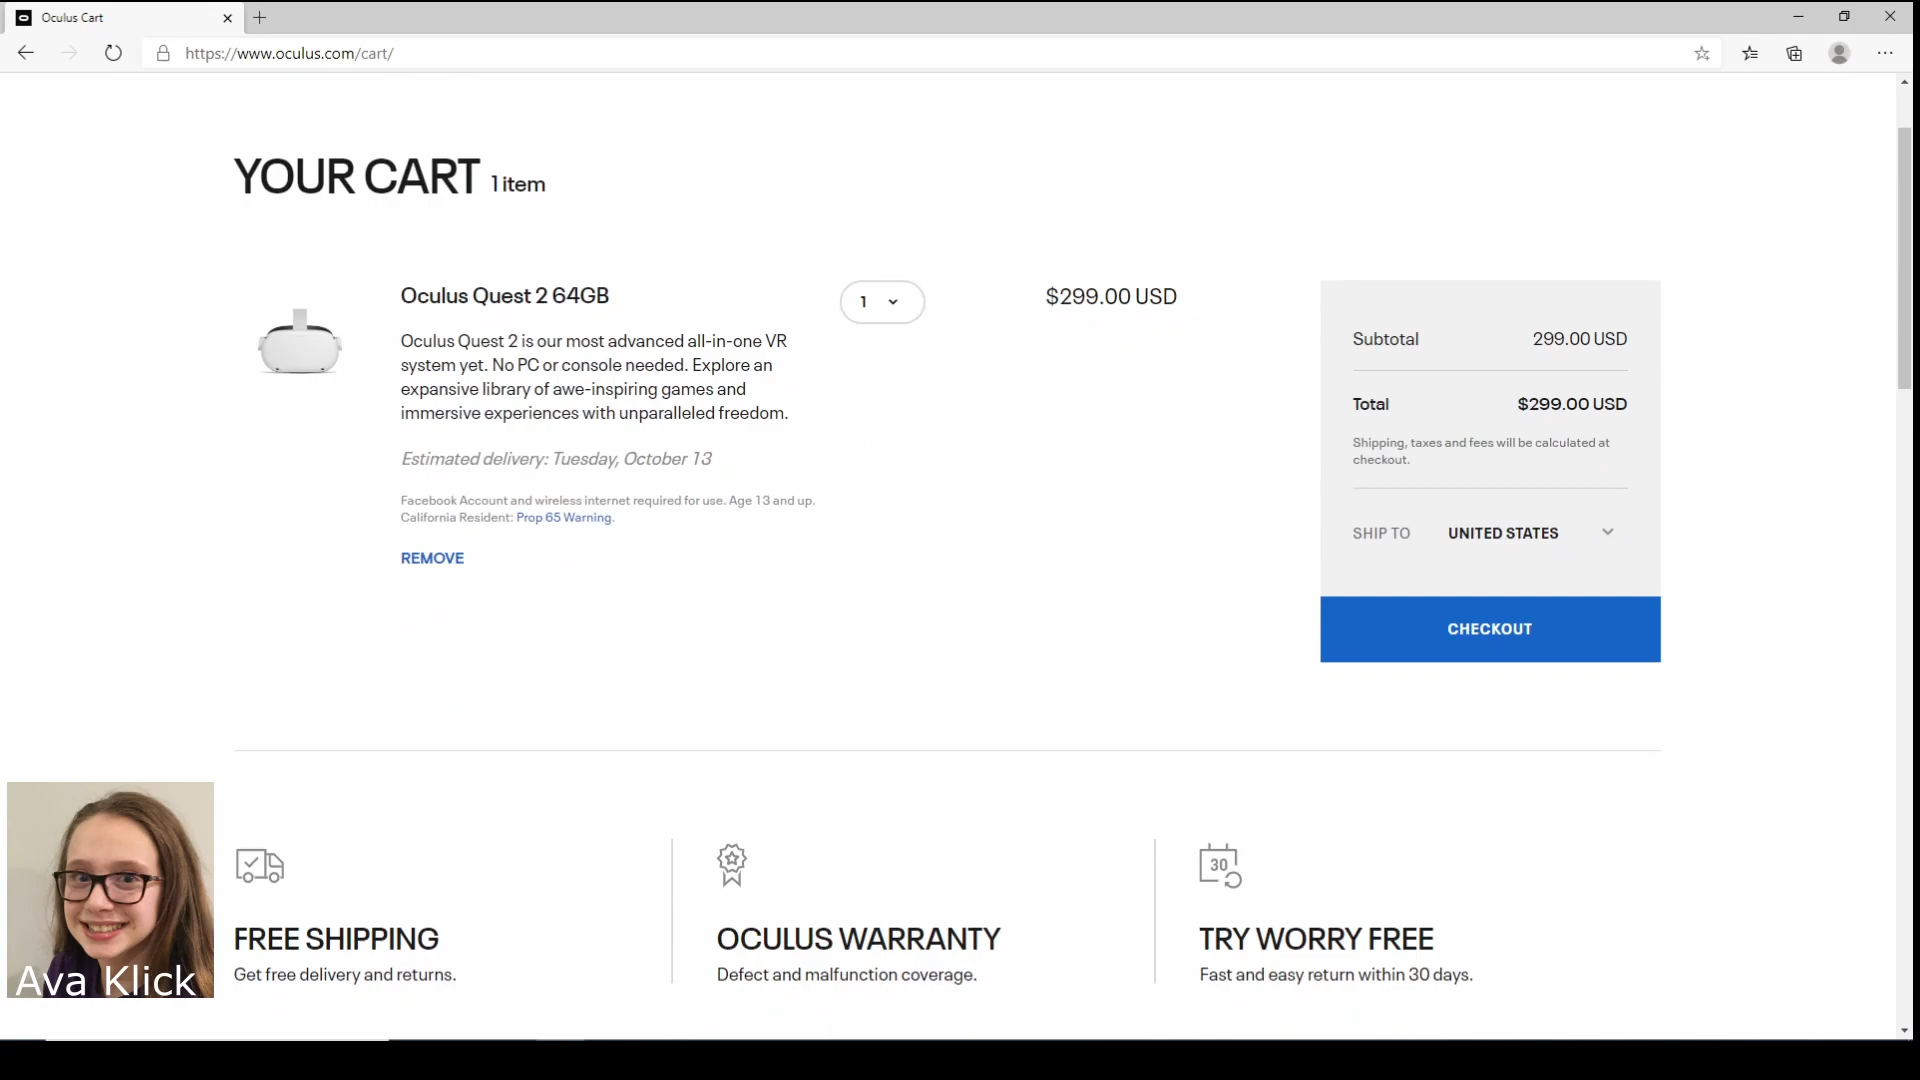 Oculus Cart
https://www.oculus.com/cart/
YOUR CART 1 item
Oculus Quest 2 64GB
1
$299.00 USD
Oculus Quest 2 is our most advanced all-in-one VR
system yet. No PC or console needed. Explore an
expansive library of awe-inspiring games and
immersive experiences with unparalleled freedom.
Estimated delivery: Tuesday, October 13
Facebook Account and wireless internet required for use. Age 13 and up.
California Resident: Prop 65 Warning.
REMOVE
Subtotal 299.00 USD
Total $299.00 USD
Shipping, taxes and fees will be calculated at
checkout.
SHIP TO UNITED STATES
CHECKOUT
FREE SHIPPING
Get free delivery and returns.
OCULUS WARRANTY
Defect and malfunction coverage.
30
TRY WORRY FREE
Fast and easy return within 30 days.
Ava Klick